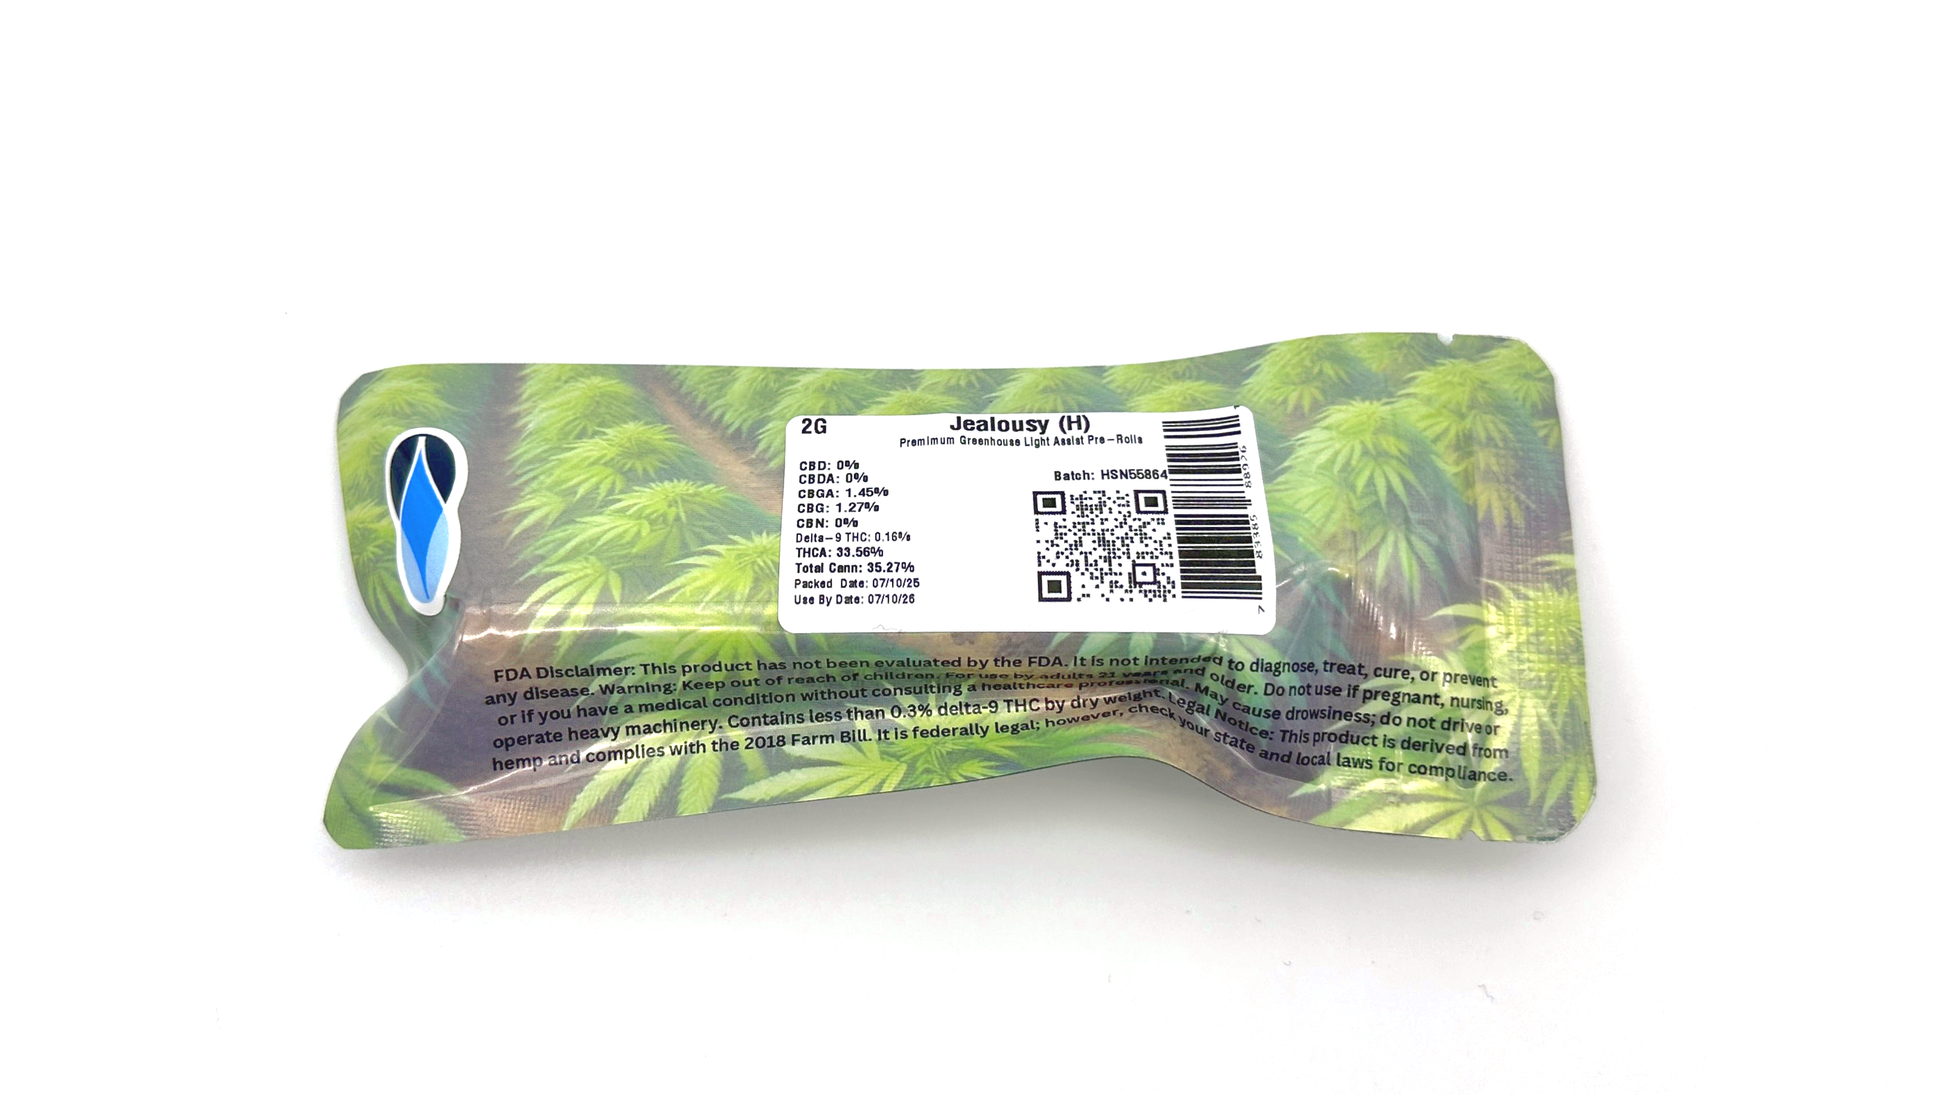 2G
Jealousy (H)
Premimum Greenhouse Light Assist Pre-Rolls
CBD: 0%
CBDA: 0%
CBGA: 1.45%
CBG: 1.27%
CBN: 0%
Delta-9 THC: 0.16%
THCA: 33.56%
Total Cann: 35.27%
Packed Date: 07/10/25
Use By Date: 07/10/26
Batch: HSN55864
7 83385 88926
FDA Disclaimer: This product has not been evaluated by the FDA. It is not intended to diagnose, treat, cure, or prevent
any disease. Warning: Keep out of reach of children. For use by adults 21 years and older. Do not use if pregnant, nursing,
or if you have a medical condition without consulting a healthcare professional. May cause drowsiness; do not drive or
operate heavy machinery. Contains less than 0.3% delta-9 THC by dry weight. Legal Notice: This product is derived from
hemp and complies with the 2018 Farm Bill. It is federally legal; however, check your state and local laws for compliance.